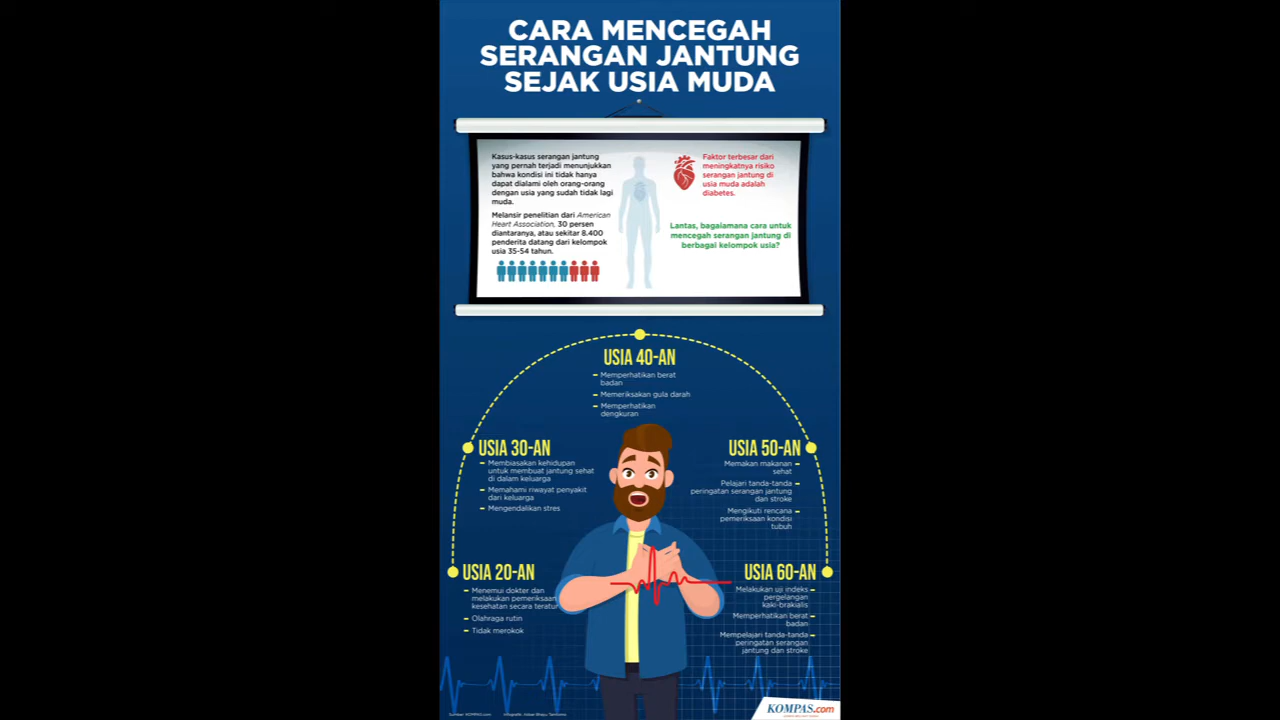 CARA MENCEGAH
SERANGAN JANTUNG
SEJAK USIA MUDA
Kasus-kasus serangan jantung
yang pernah terjadi menunjukkan
bahwa kondisi ini tidak hanya
dapat dialami oleh orang-orang
dengan usia yang sudah tidak lagi
muda.
Melansir penelitian dari American
Heart Association, 30 persen
diantaranya, atau sekitar 8.400
penderita datang dari kelompok
usia 35-54 tahun.
Faktor terbesar dari
meningkatnya risiko
serangan jantung di
usia muda adalah
diabetes.
Lantas, bagaimana cara untuk
mencegah serangan jantung di
berbagai kelompok usia?
USIA 40-AN
Memperhatikan berat
badan
Memeriksakan gula darah
Memperhatikan
dengkuran
USIA 30-AN
Membiasakan kehidupan
untuk membuat jantung sehat
di dalam keluarga
Memahami riwayat penyakit
dari keluarga
Mengendalikan stres
USIA 50-AN
Memakan makanan
sehat
Pelajari tanda-tanda
peringatan serangan jantung
dan stroke
Mengikuti rencana
pemeriksaan kondisi
tubuh
USIA 20-AN
Menemui dokter dan
melakukan pemeriksaan
kesehatan secara teratur
Olahraga rutin
Tidak merokok
USIA 60-AN
Melakukan uji indeks
pergelangan
kaki-brakialis
Memperhatikan berat
badan
Mempelajari tanda-tanda
peringatan serangan
jantung dan stroke
Sumber: KOMPAS.com
KOMPAS.com